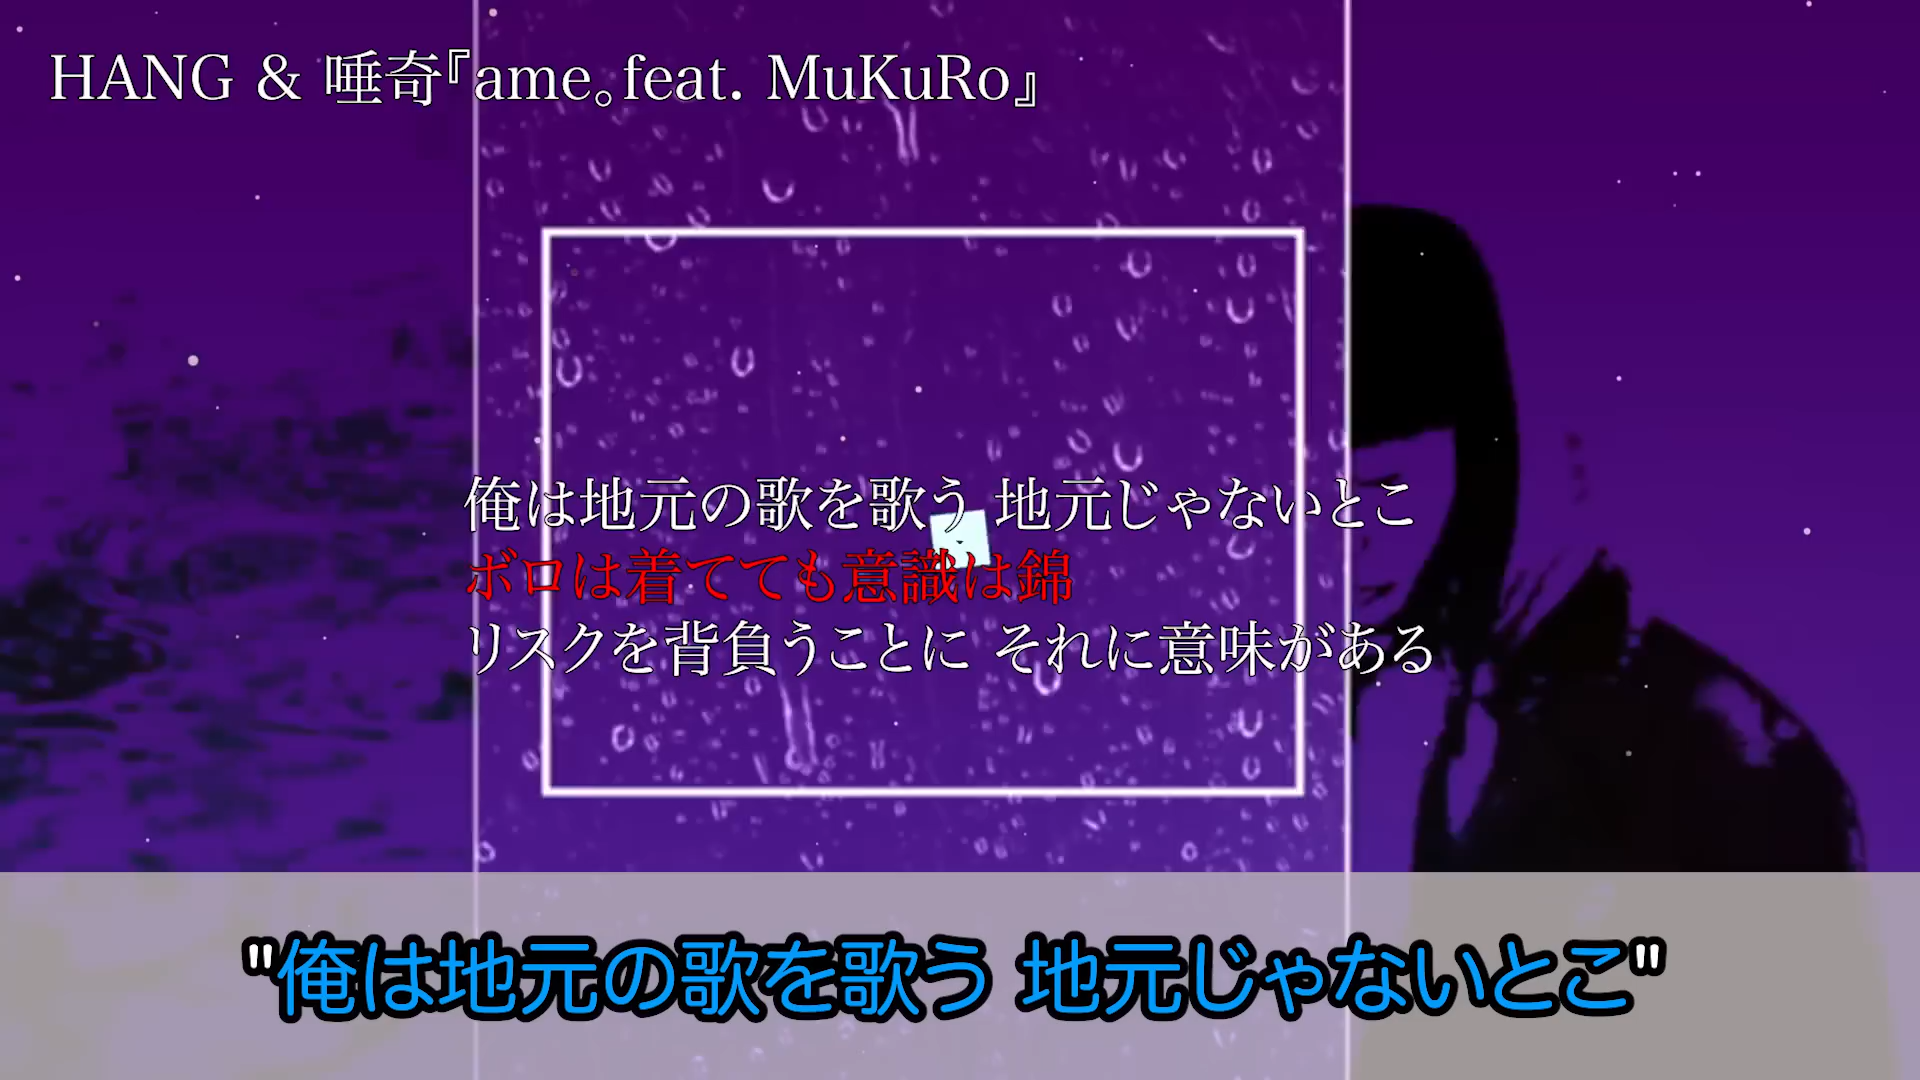 HANG & 唾奇『ame。feat. MuKuRo』
俺は地元の歌を歌う 地元じゃないとこ
ボロは着てても意識は錦
リスクを背負うことに それに意味がある
"俺は地元の歌を歌う 地元じゃないとこ"